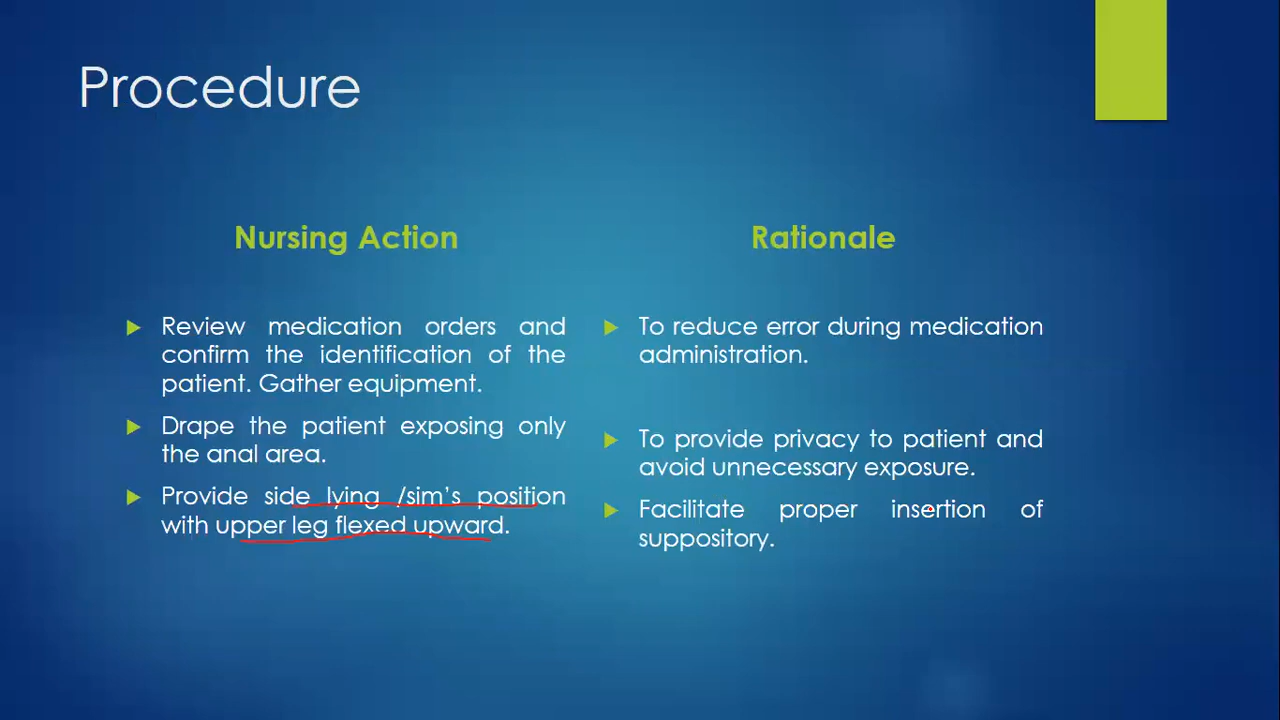 Procedure
Nursing Action
Review medication orders and
confirm the identification of the
patient. Gather equipment.
Drape the patient exposing only
the anal area.
Provide side lying /sim's position
with upper leg flexed upward.
Rationale
To reduce error during medication
administration.
To provide privacy to patient and
avoid unnecessary exposure.
Facilitate proper insertion of
suppository.